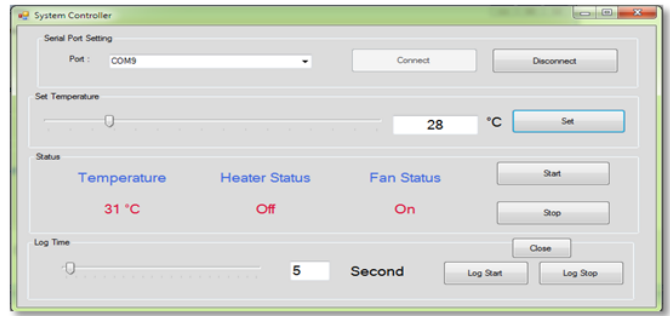 System Controller
Serial Port Setting
Port : COM9 Connect Disconnect
Set Temperature
28 °C Set
Status
Temperature Heater Status Fan Status Start
31 °C Off On Stop
Log Time
Close
5 Second Log Start Log Stop